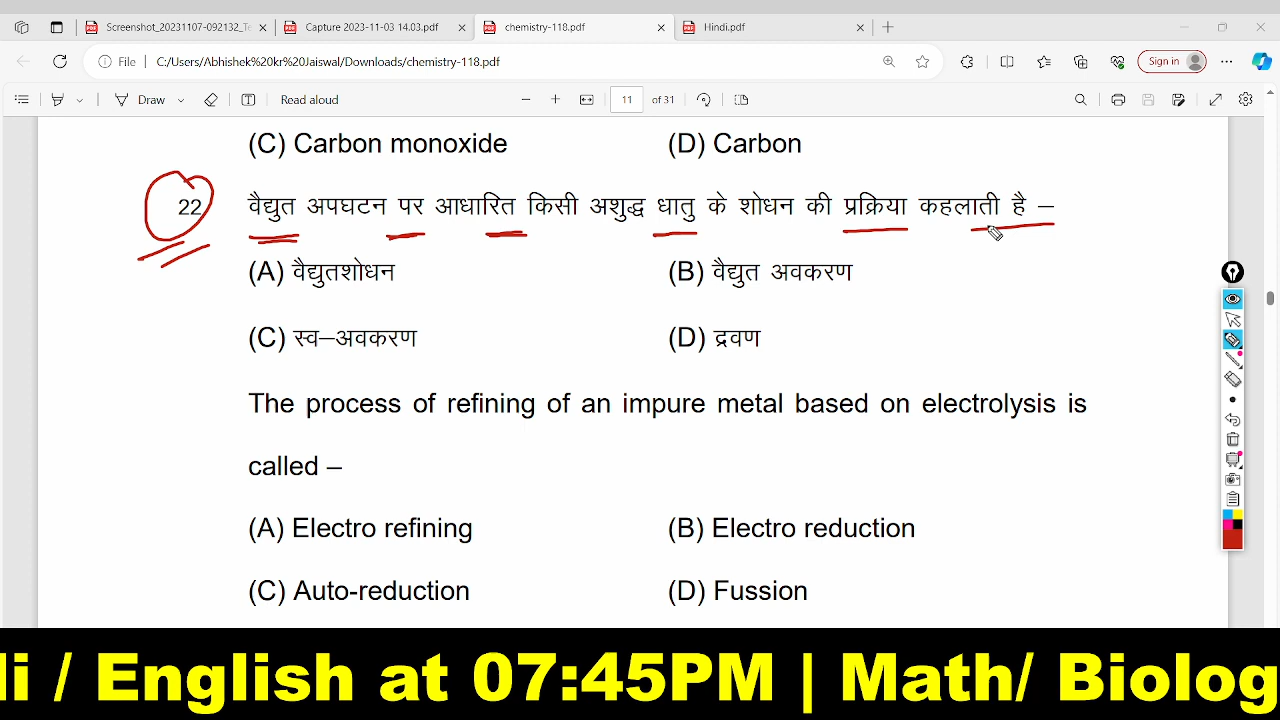 Screenshot_20231107-092132_Te
Capture 2023-11-03 14.03.pdf
chemistry-118.pdf
Hindi.pdf
File
C:/Users/Abhishek%20kr%20Jaiswal/Downloads/chemistry-118.pdf
Sign in
Draw
Read aloud
11 of 31
(C) Carbon monoxide (D) Carbon
22 वैद्युत अपघटन पर आधारित किसी अशुद्ध धातु के शोधन की प्रक्रिया कहलाती है –
(A) वैद्युतशोधन (B) वैद्युत अवकरण
(C) स्व–अवकरण (D) द्रवण
The process of refining of an impure metal based on electrolysis is
called –
(A) Electro refining (B) Electro reduction
(C) Auto-reduction (D) Fussion
di / English at 07:45PM | Math/ Biolog